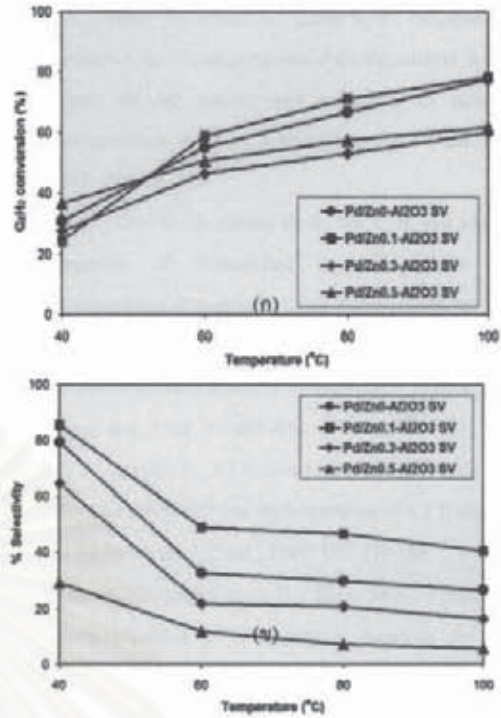 100
80
60
40
20
0
C₂H₂ conversion (%)
Pd/Zn0-Al2O3 SV
Pd/Zn0.1-Al2O3 SV
Pd/Zn0.3-Al2O3 SV
Pd/Zn0.5-Al2O3 SV
(ก)
40 60 80 100
Temperature (°C)
100
80
60
40
20
0
% Selectivity
Pd/Zn0-Al2O3 SV
Pd/Zn0.1-Al2O3 SV
Pd/Zn0.3-Al2O3 SV
Pd/Zn0.5-Al2O3 SV
(ข)
40 60 80 100
Temperature (°C)